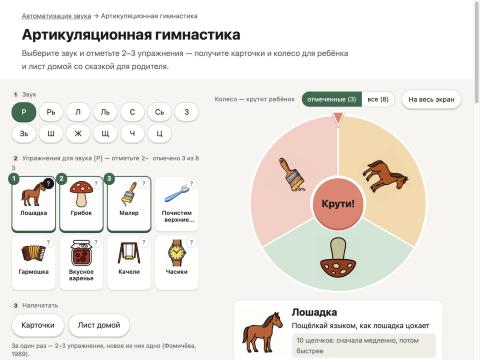 Автоматизация звука → Артикуляционная гимнастика
Артикуляционная гимнастика
Выберите звук и отметьте 2–3 упражнения — получите карточки и колесо для ребёнка
и лист домой со сказкой для родителя.
1 Звук
Р Рь Л Ль С Сь З
Зь Ш Ж Щ Ч Ц
2 Упражнения для звука [Р] — отметьте 2– отмечено 3 из 8
3
1 ? 2 ? 3 ? ?
Лошадка Грибок Маляр Почистим
верхние…
? ? ? ?
Гармошка Вкусное
варенье Качели Часики
3 Напечатать
Карточки Лист домой
За один раз — 2–3 упражнения, новое из них одно (Фомичёва,
1989).
Колесо — крутит ребёнок отмеченные (3) все (8) На весь экран
Крути!
Лошадка
Пощёлкай языком, как лошадка цокает
10 щелчков: сначала медленно, потом
быстрее